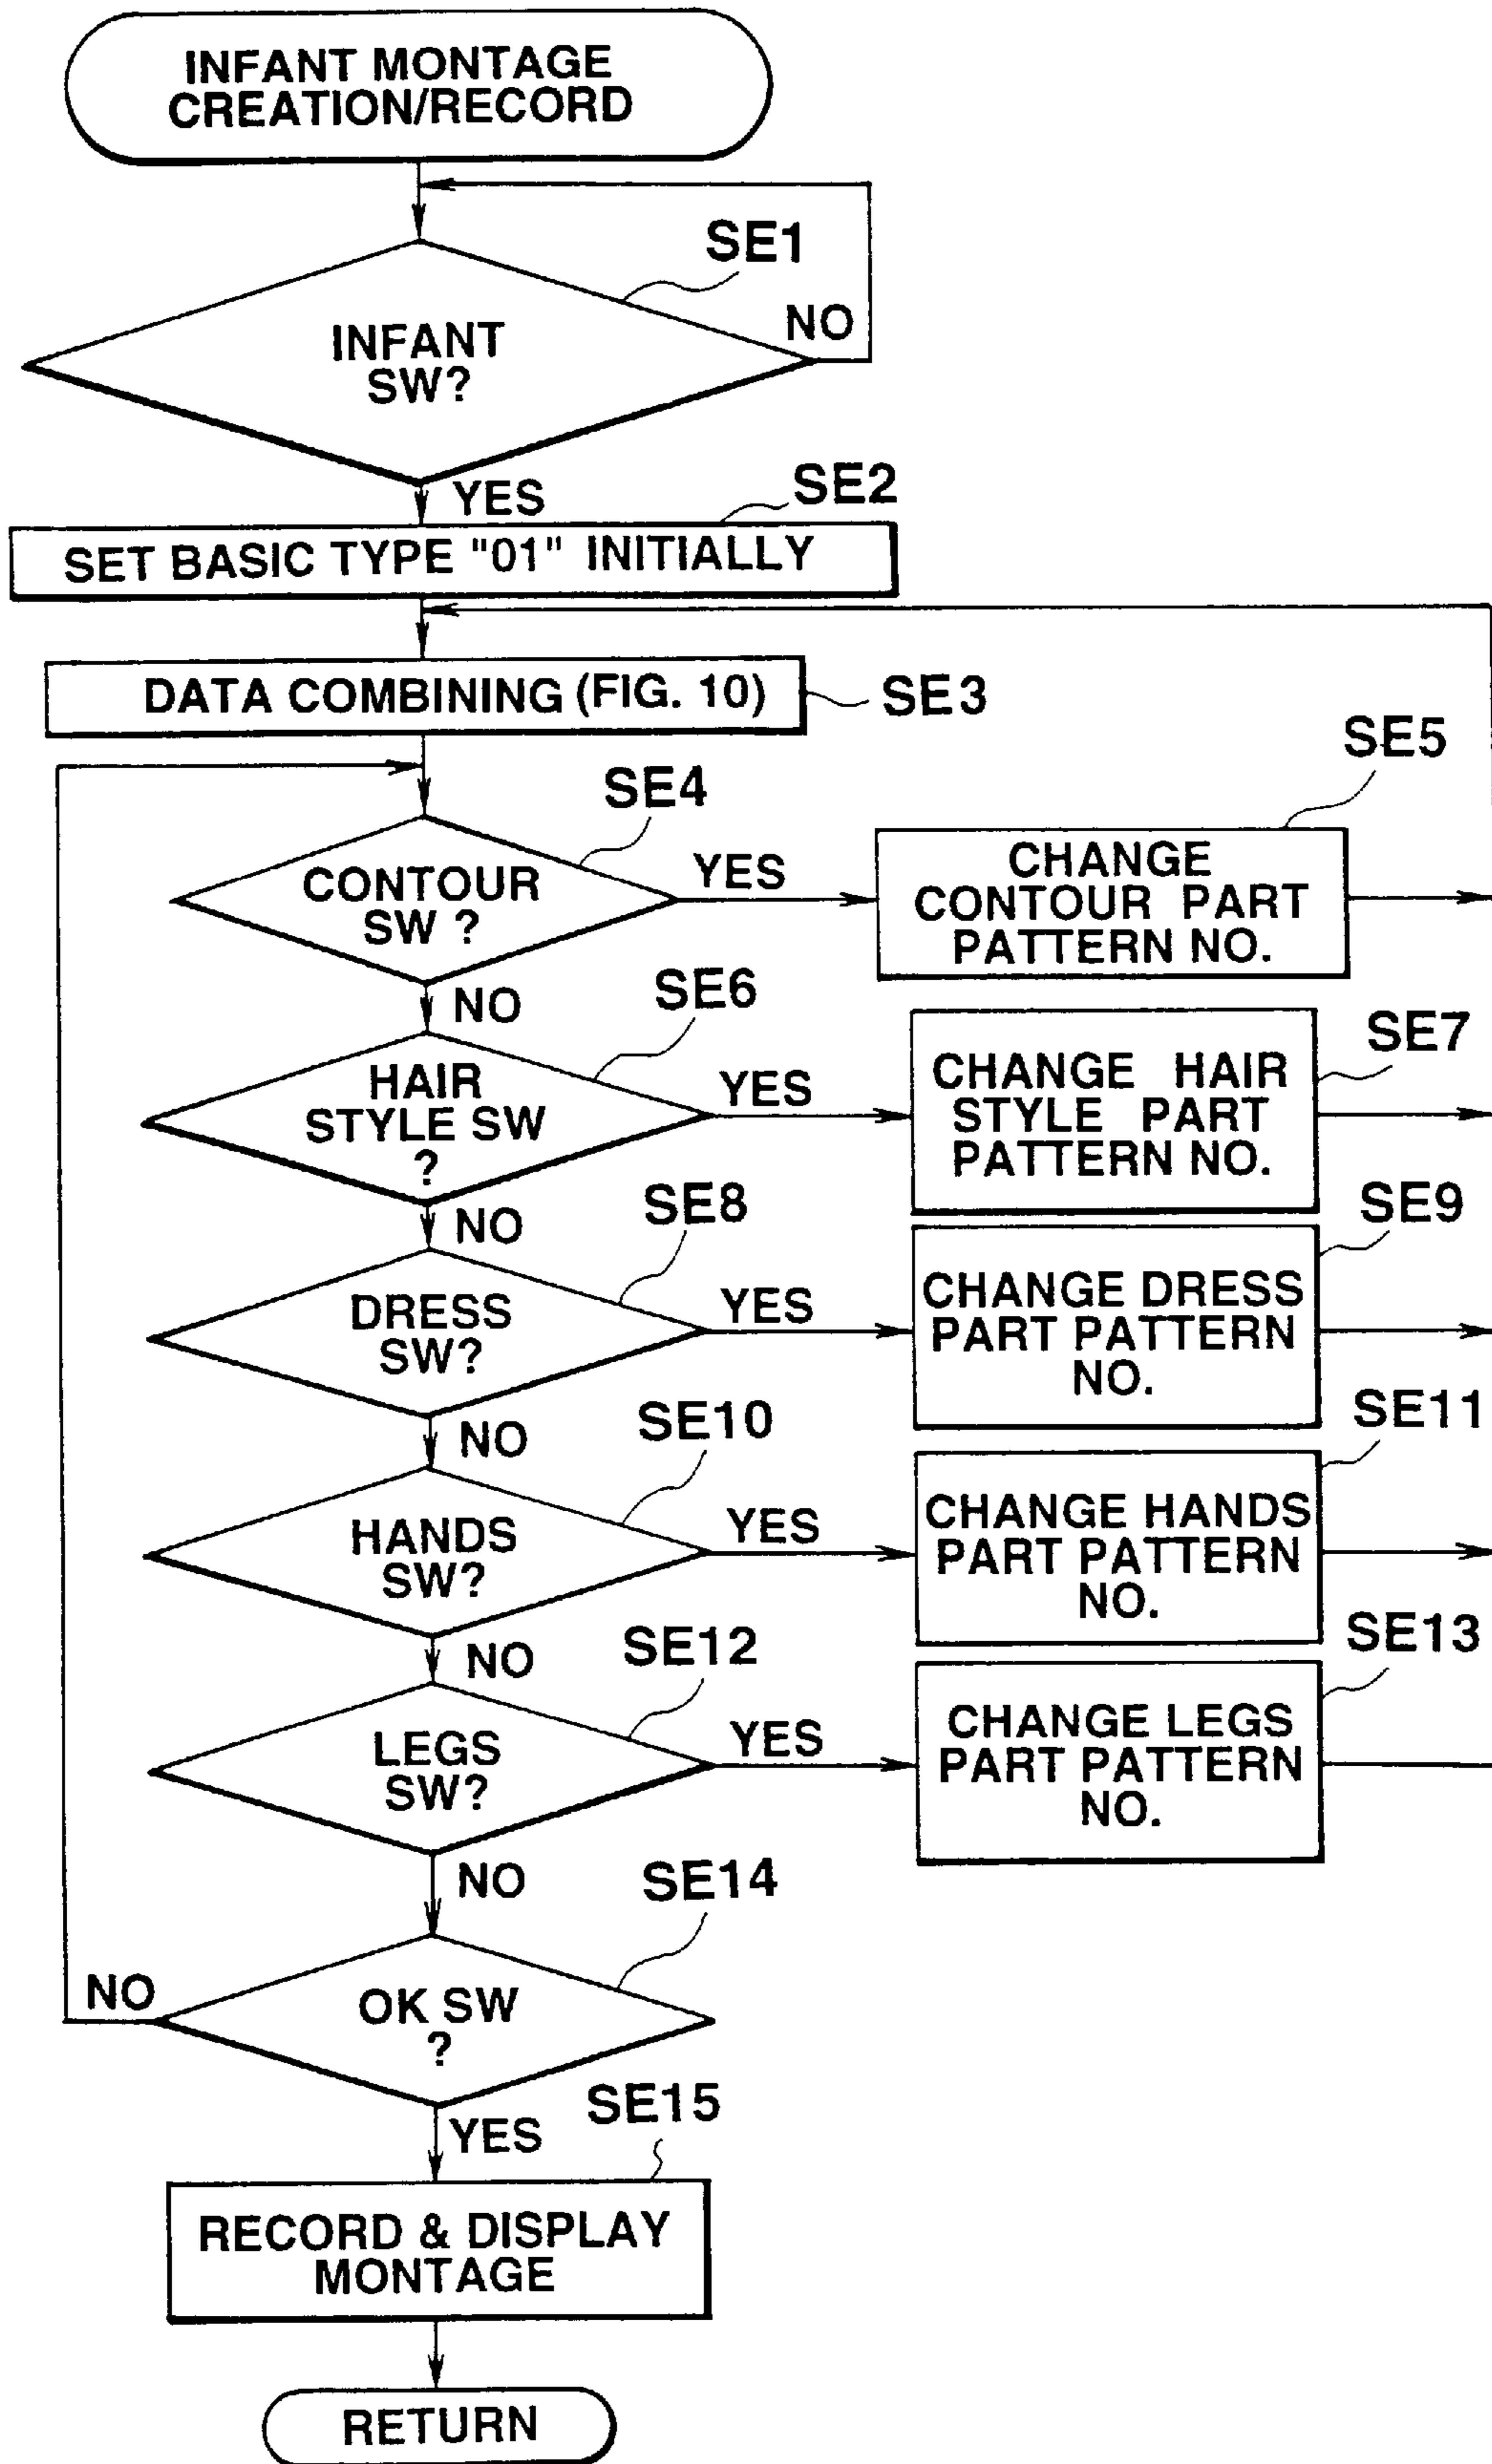 INFANT MONTAGE
CREATION/RECORD
SE1
NO
INFANT
SW?
YES
SE2
SET BASIC TYPE "01" INITIALLY
DATA COMBINING (FIG. 10)
SE3
SE4
CONTOUR
SW ?
YES
SE5
CHANGE
CONTOUR PART
PATTERN NO.
NO
SE6
HAIR
STYLE SW
?
YES
SE7
CHANGE HAIR
STYLE PART
PATTERN NO.
NO
SE8
DRESS
SW?
YES
SE9
CHANGE DRESS
PART PATTERN
NO.
NO
SE10
HANDS
SW?
YES
SE11
CHANGE HANDS
PART PATTERN
NO.
NO
SE12
LEGS
SW?
YES
SE13
CHANGE LEGS
PART PATTERN
NO.
NO
SE14
NO
OK SW
?
YES
SE15
RECORD & DISPLAY
MONTAGE
RETURN